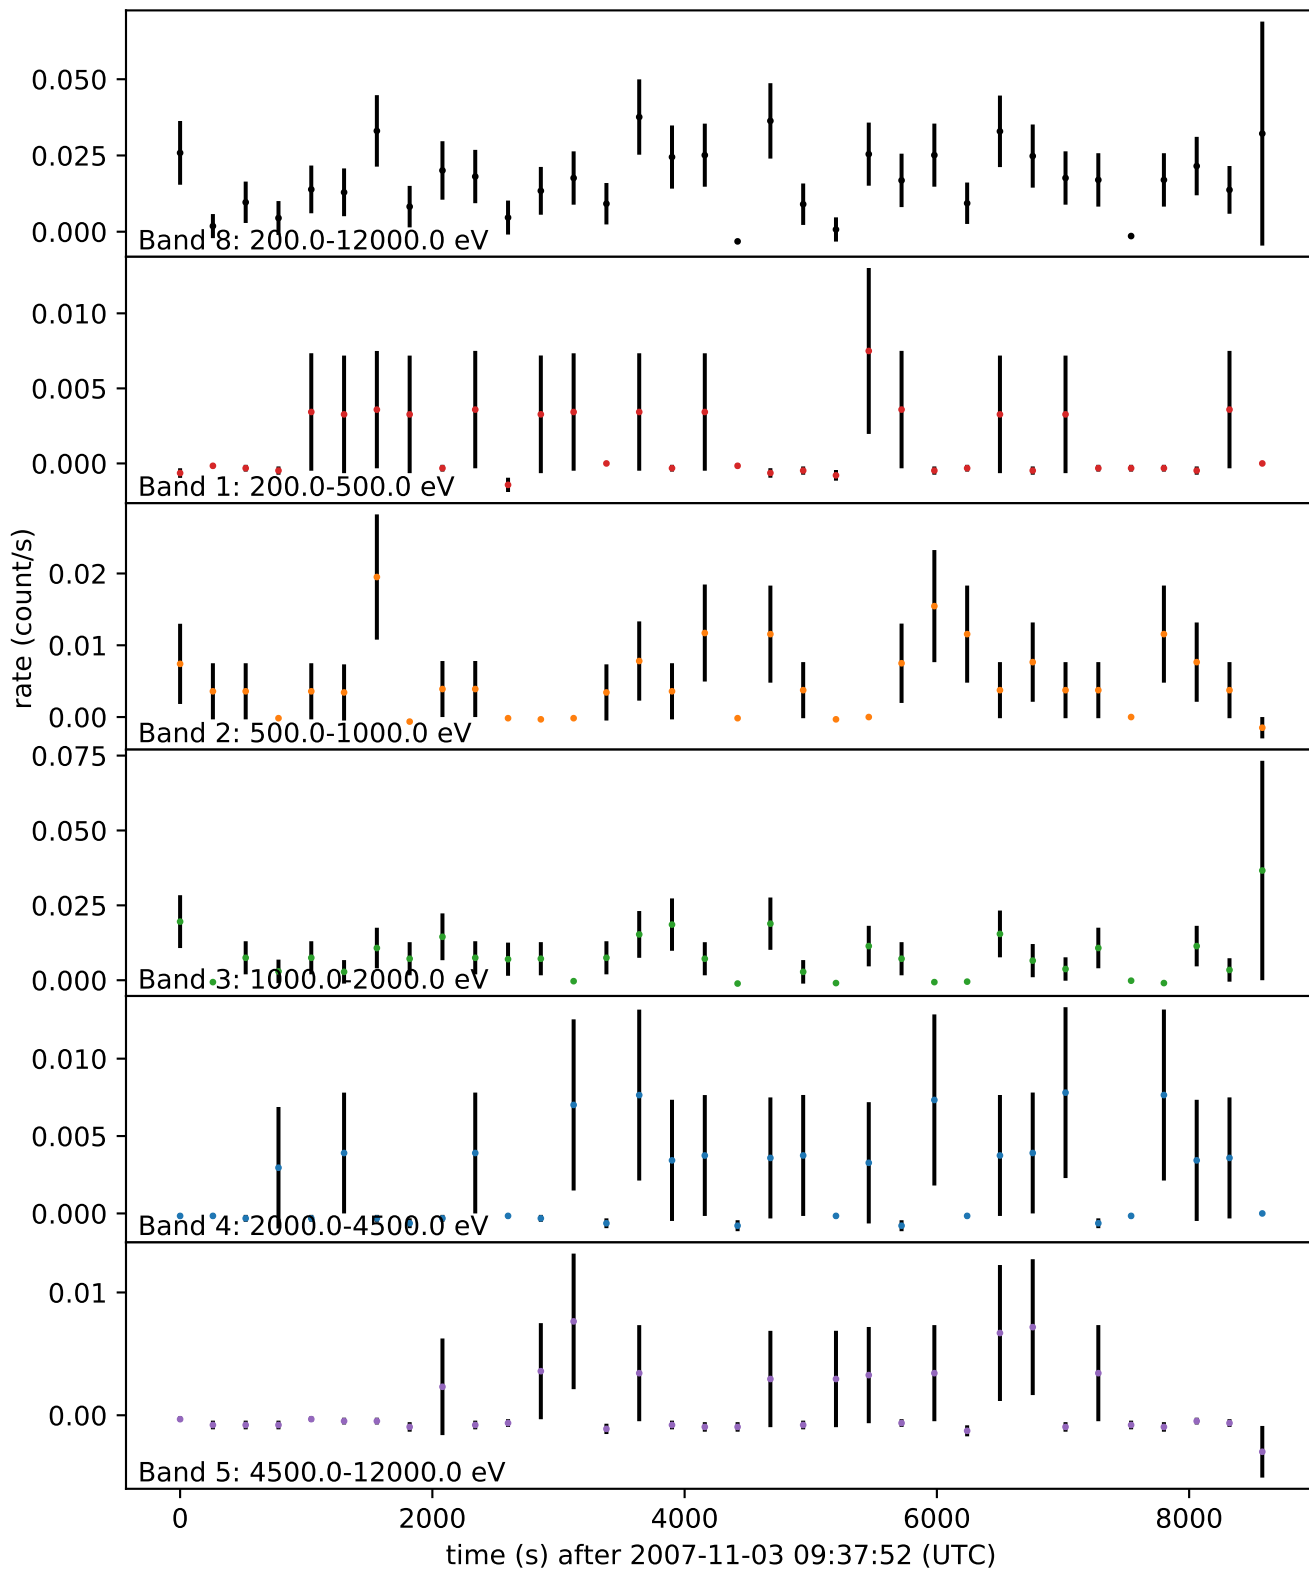 0.050
0.025
0.000
Band 8: 200.0-12000.0 eV
0.010
0.005
0.000
Band 1: 200.0-500.0 eV
rate (count/s)
0.02
0.01
0.00
Band 2: 500.0-1000.0 eV
0.075
0.050
0.025
0.000
Band 3: 1000.0-2000.0 eV
0.010
0.005
0.000
Band 4: 2000.0-4500.0 eV
0.01
0.00
Band 5: 4500.0-12000.0 eV
0 2000 4000 6000 8000
time (s) after 2007-11-03 09:37:52 (UTC)